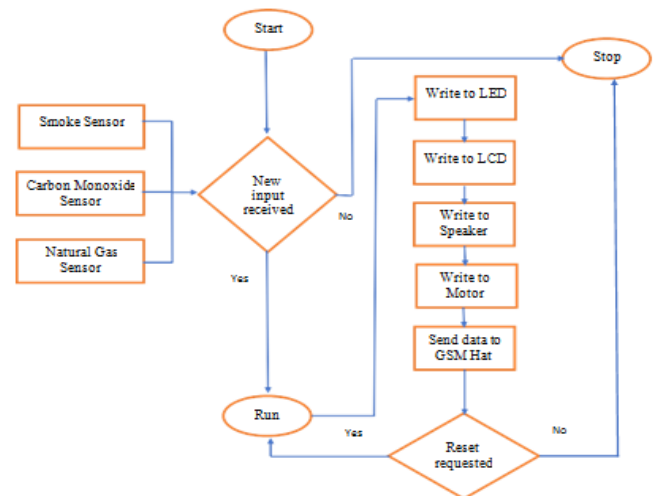 Start
Stop
Write to LED
Smoke Sensor
Write to LCD
New
input
received
Carbon Monoxide
Sensor
No
Write to
Speaker
Natural Gas
Sensor
Yes
Write to
Motor
Send data to
GSM Hat
Run
Yes
Reset
requested
No